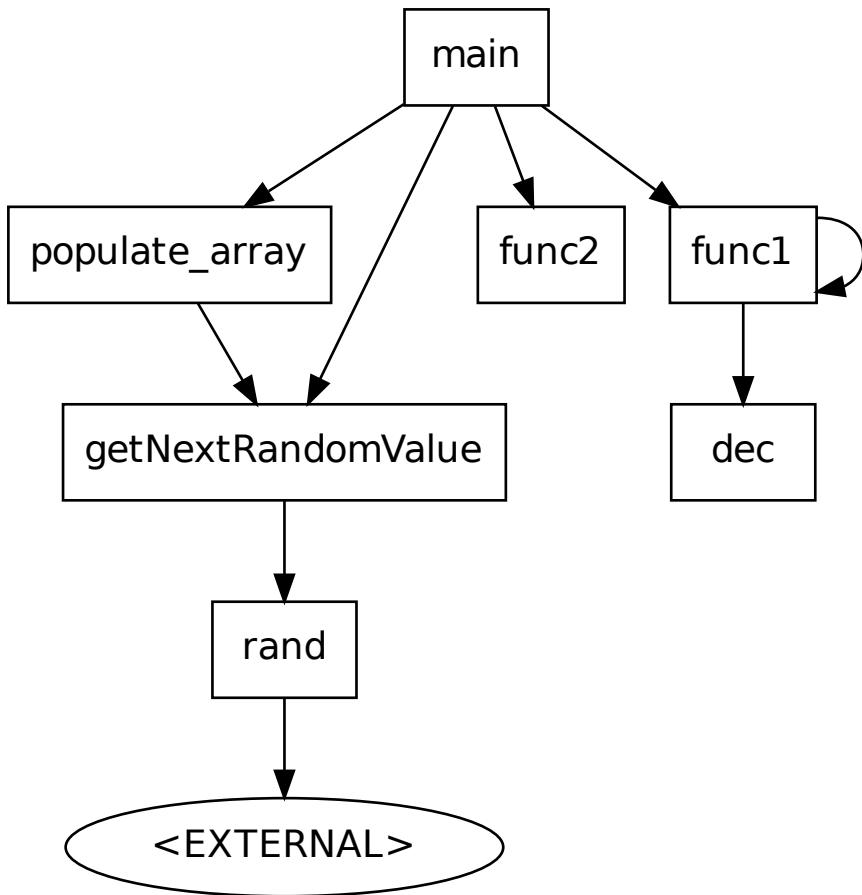 main
populate_array
func2
func1
getNextRandomValue
dec
rand
<EXTERNAL>